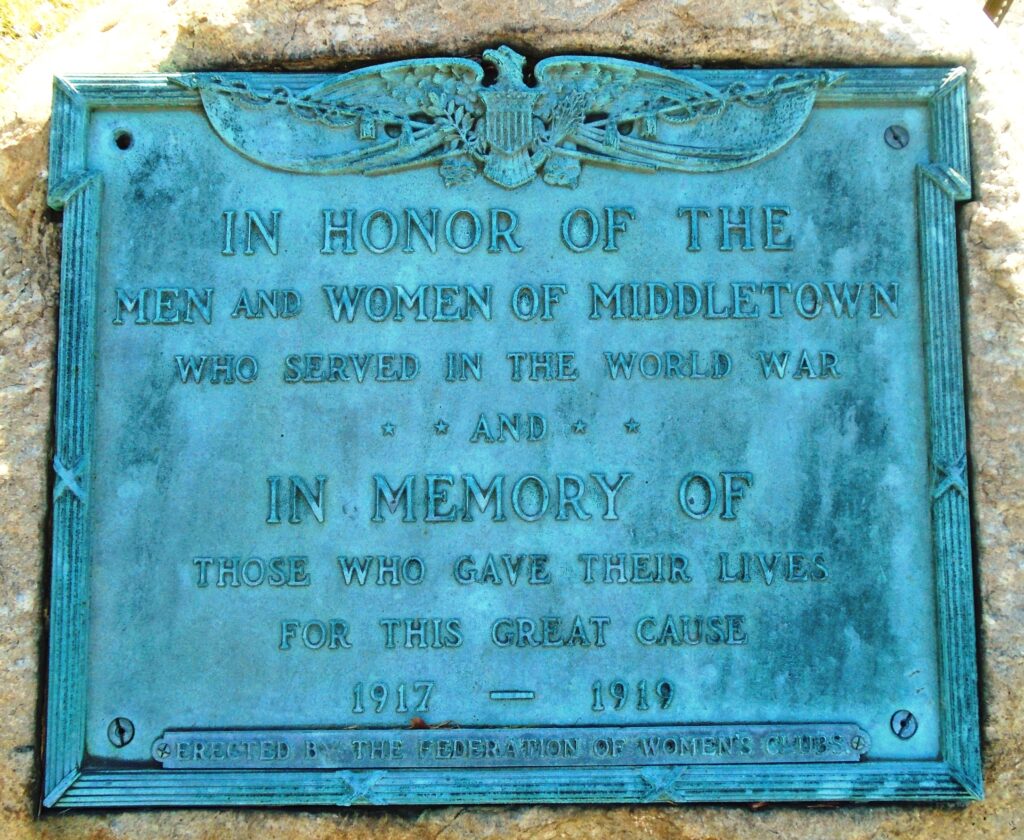 IN HONOR OF THE
MEN AND WOMEN OF MIDDLETOWN
WHO SERVED IN THE WORLD WAR
* * AND * *
IN MEMORY OF
THOSE WHO GAVE THEIR LIVES
FOR THIS GREAT CAUSE
1917 — 1919
ERECTED BY THE FEDERATION OF WOMEN'S CLUBS